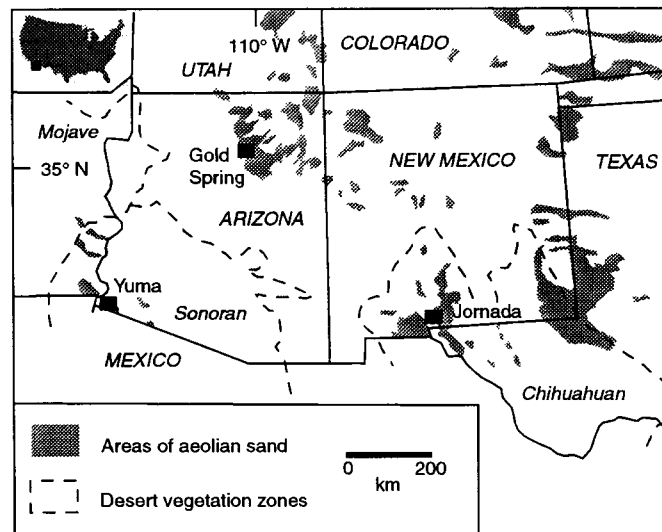 110° W
COLORADO
UTAH
Mojave
35° N
Gold
Spring
NEW MEXICO
TEXAS
ARIZONA
Yuma
Sonoran
Jornada
MEXICO
Chihuahuan
Areas of aeolian sand
0 200
km
Desert vegetation zones